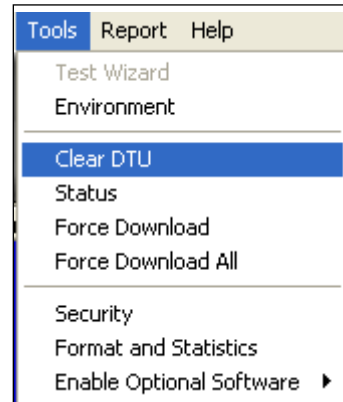 Tools Report Help
Test Wizard
Environment
Clear DTU
Status
Force Download
Force Download All
Security
Format and Statistics
Enable Optional Software